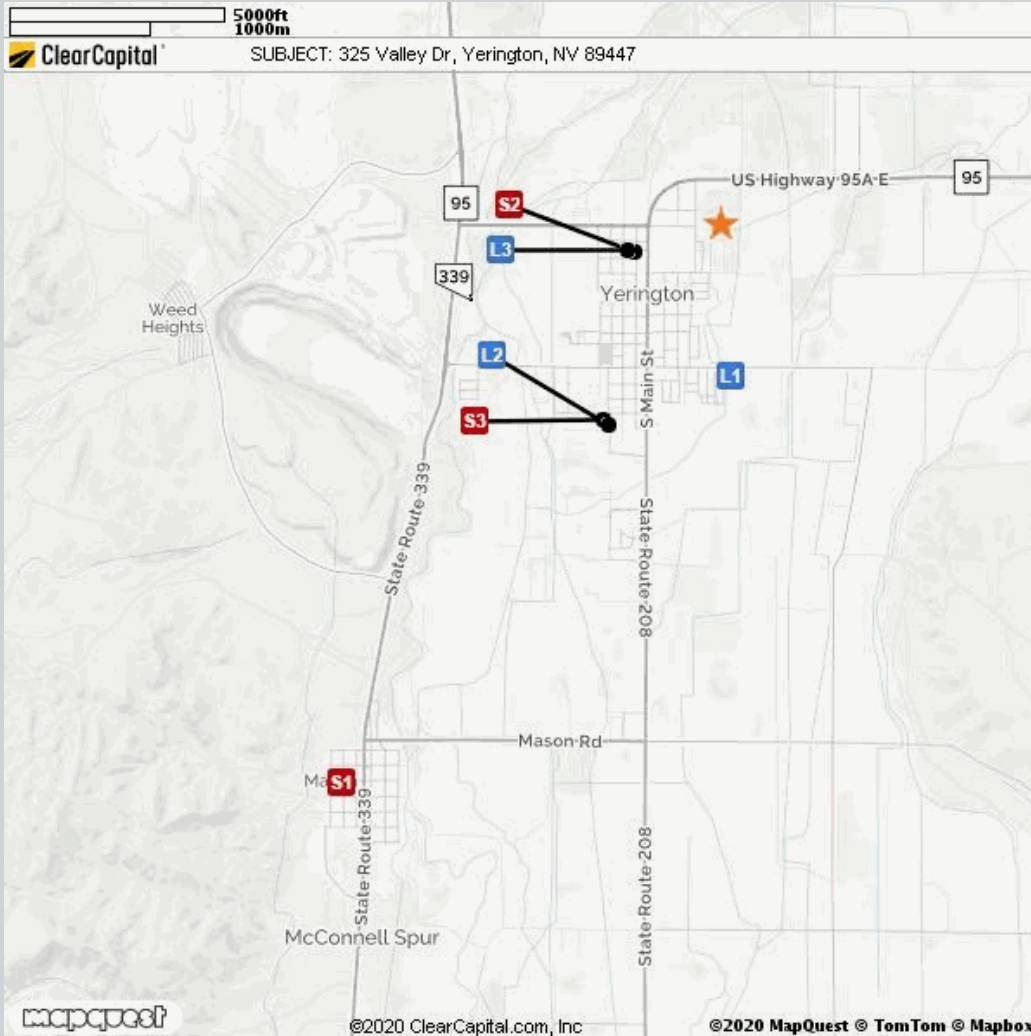 5000ft
1000m
ClearCapital
SUBJECT: 325 Valley Dr, Yerington, NV 89447
US Highway 95A E
95
95
S2
L3
339
Yerington
Weed
Heights
L2
L1
S Main St
S3
State Route 339
State Route 208
Mason Rd
S1
State Route 339
State Route 208
McConnell Spur
mapquest
©2020 ClearCapital.com, Inc
©2020 MapQuest © TomTom © Mapbox